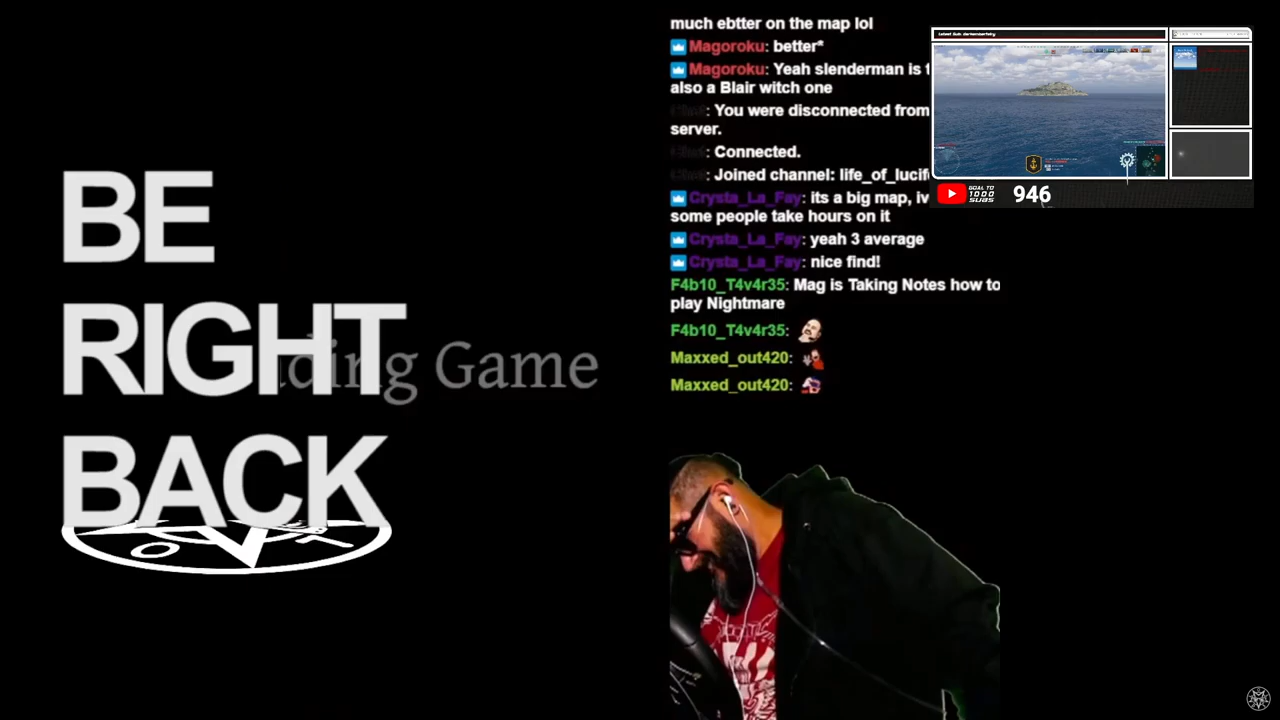 much ebtter on the map lol
Magoroku: better*
Magoroku: Yeah slenderman is
also a Blair witch one
: You were disconnected from
server.
: Connected.
: Joined channel: life_of_lucif
Crysta_La_Fay: its a big map, iv
some people take hours on it
Crysta_La_Fay: yeah 3 average
Crysta_La_Fay: nice find!
F4b10_T4v4r35: Mag is Taking Notes how to
play Nightmare
F4b10_T4v4r35:
Maxxed_out420:
Maxxed_out420:
GOAL TO
1000
SUBS
946
BE
RIGHT
BACK
ding Game